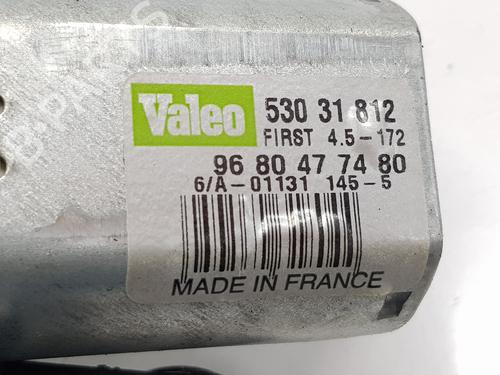 Valeo
530 31 812
FIRST 4.5-172
96 80 47 74 80
6/A-01131 145-5
MADE IN FRANCE